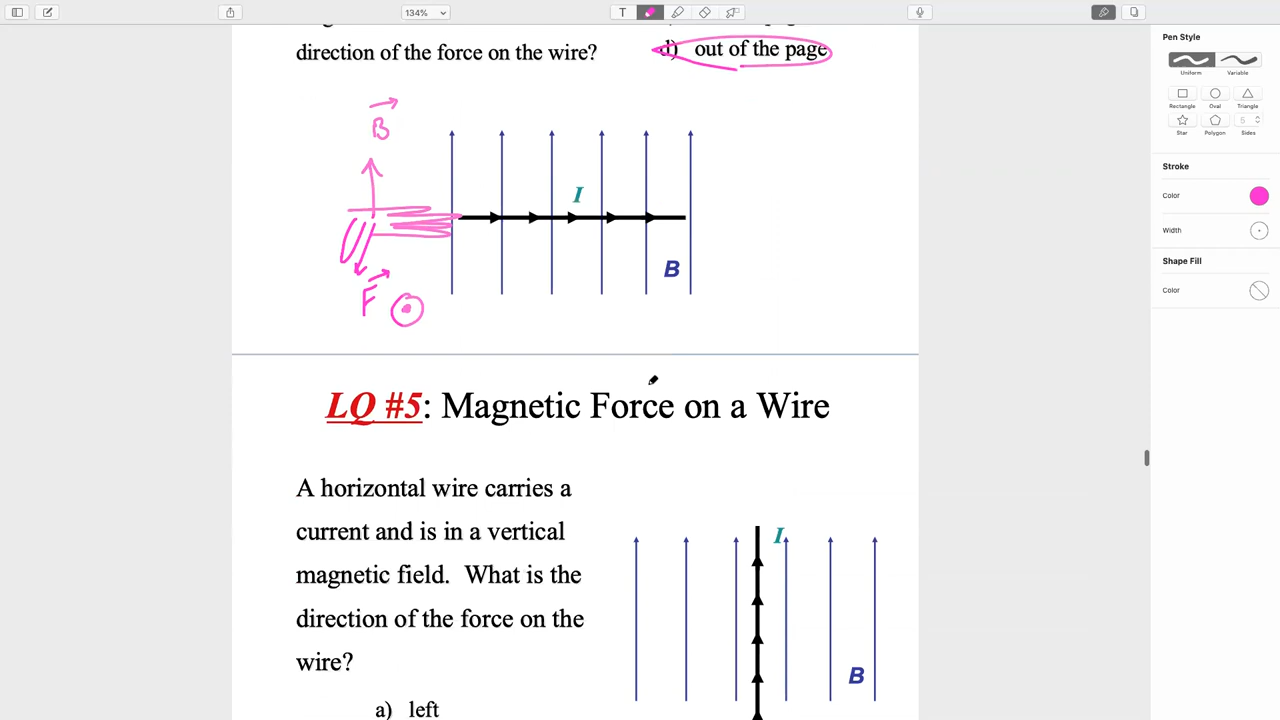 134%
T
direction of the force on the wire?
d) out of the page
B
I
B
F
LQ #5: Magnetic Force on a Wire
A horizontal wire carries a
current and is in a vertical
magnetic field. What is the
direction of the force on the
wire?
a) left
I
B
Pen Style
Uniform Variable
Rectangle Oval Triangle
Star Polygon 5 Sides
Stroke
Color
Width
Shape Fill
Color